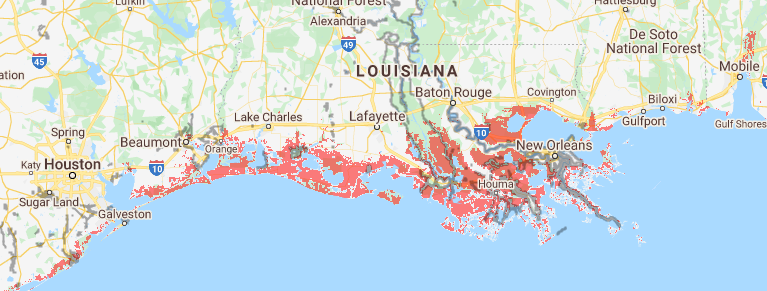 Lufkin
National Forest
Hattiesburg
Alexandria
De Soto
National Forest
49
45
LOUISIANA
Mobile
Baton Rouge
Covington
Biloxi
Lake Charles
Lafayette
Gulfport
Gulf Shores
Spring
Beaumont
Orange
10
New Orleans
Katy
Houston
10
Houma
Sugar Land
Galveston